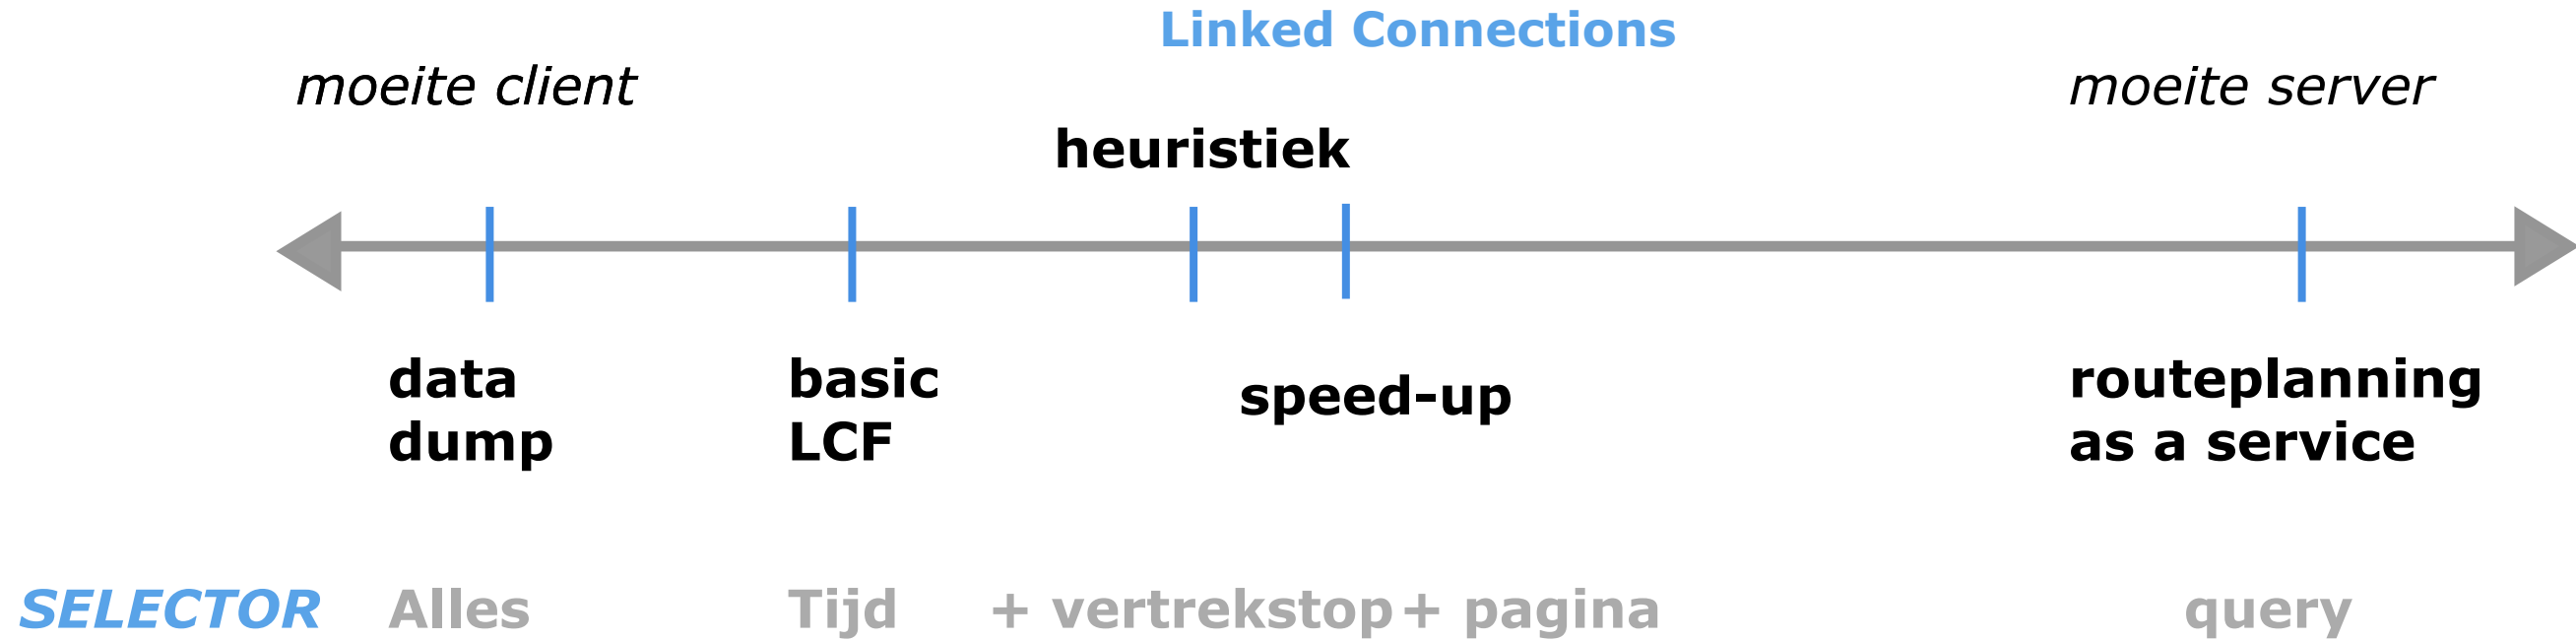 Linked Connections
moeite client
moeite server
heuristiek
data
dump
basic
LCF
speed-up
routeplanning
as a service
SELECTOR Alles Tijd + vertrekstop + pagina query